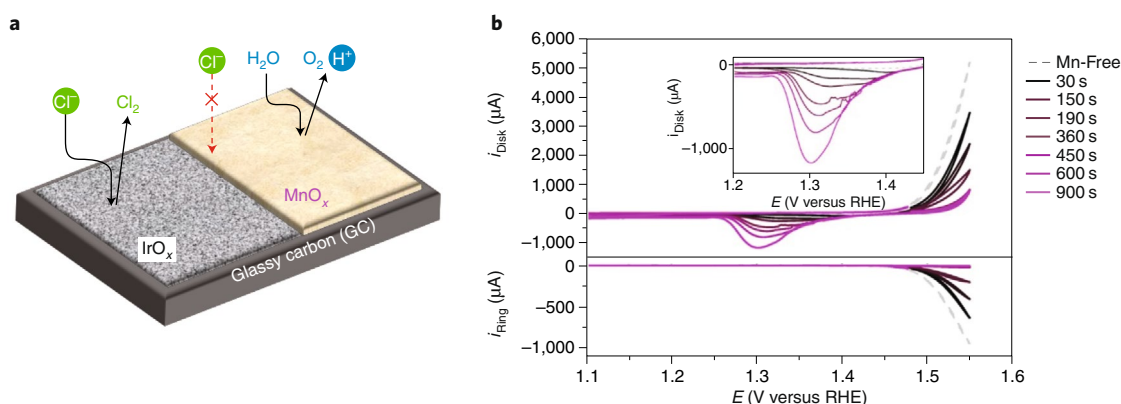 a
Cl⁻
Cl₂
Cl⁻
H₂O
O₂
H⁺
MnOₓ
IrOₓ
Glassy carbon (GC)
b
6,000
5,000
4,000
3,000
2,000
1,000
0
−1,000
i_Disk (μA)
0
−1,000
i_Disk (μA)
1.2
1.3
1.4
E (V versus RHE)
Mn-Free
30 s
150 s
190 s
360 s
450 s
600 s
900 s
0
−500
−1,000
i_Ring (μA)
1.1
1.2
1.3
1.4
1.5
1.6
E (V versus RHE)